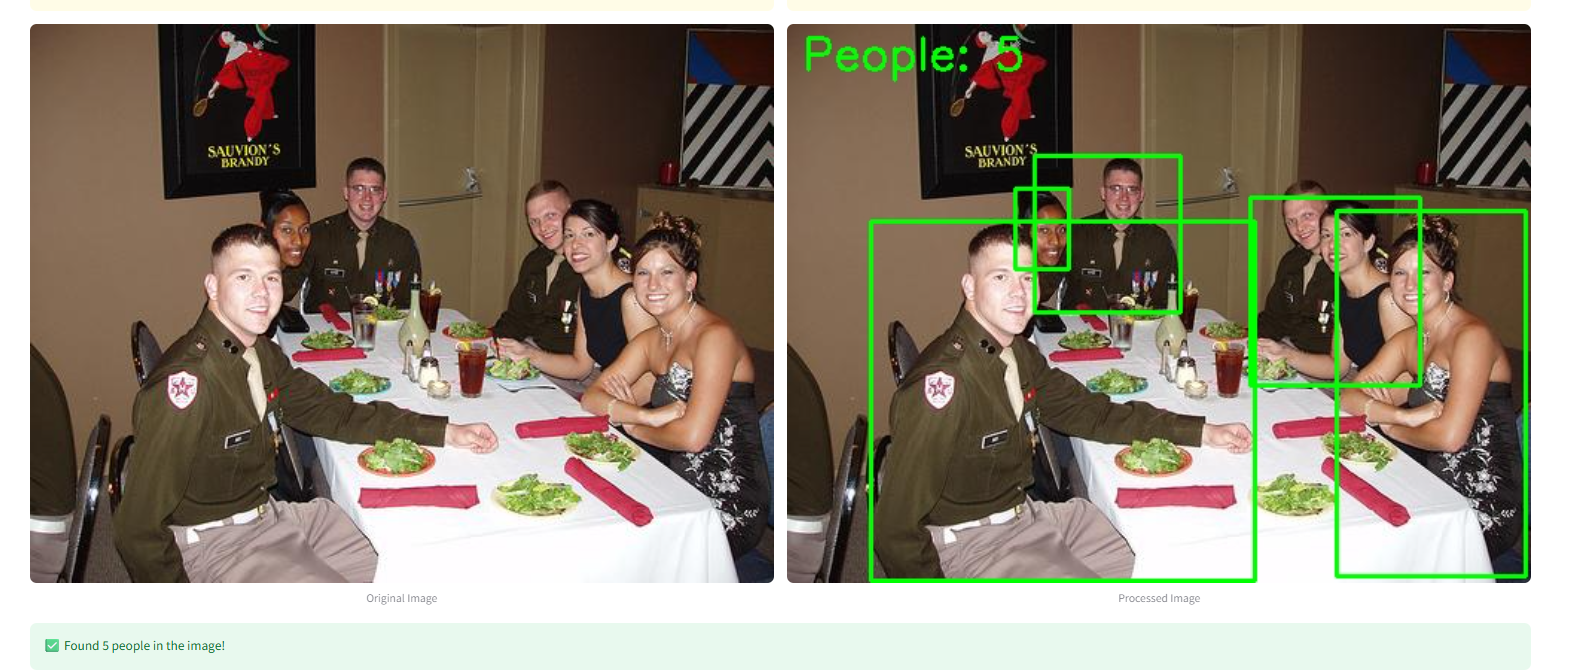 SAUVION'S
BRANDY
People: 5
SAUVION'S
BRANDY
Original Image
Processed Image
✅ Found 5 people in the image!